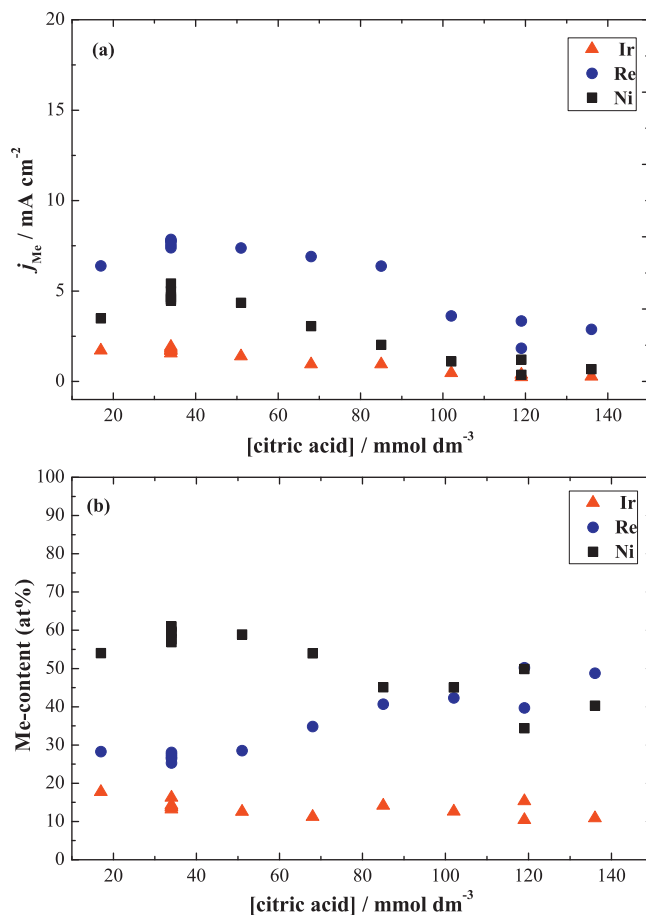 20
15
10
5
0
j_Me / mA cm⁻²
(a)
Ir
Re
Ni
20 40 60 80 100 120 140
[citric acid] / mmol dm⁻³
100
90
80
70
60
50
40
30
20
10
0
Me-content (at%)
(b)
Ir
Re
Ni
20 40 60 80 100 120 140
[citric acid] / mmol dm⁻³